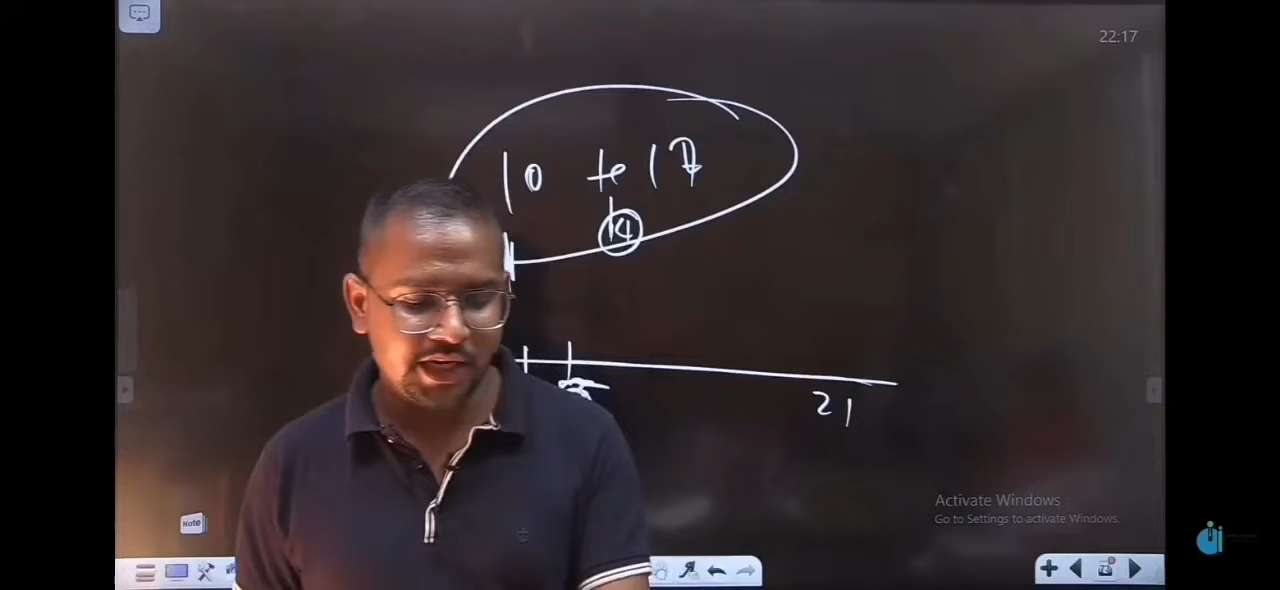 22:17
10 to 17
14
21
Activate Windows
Go to Settings to activate Windows.
Note